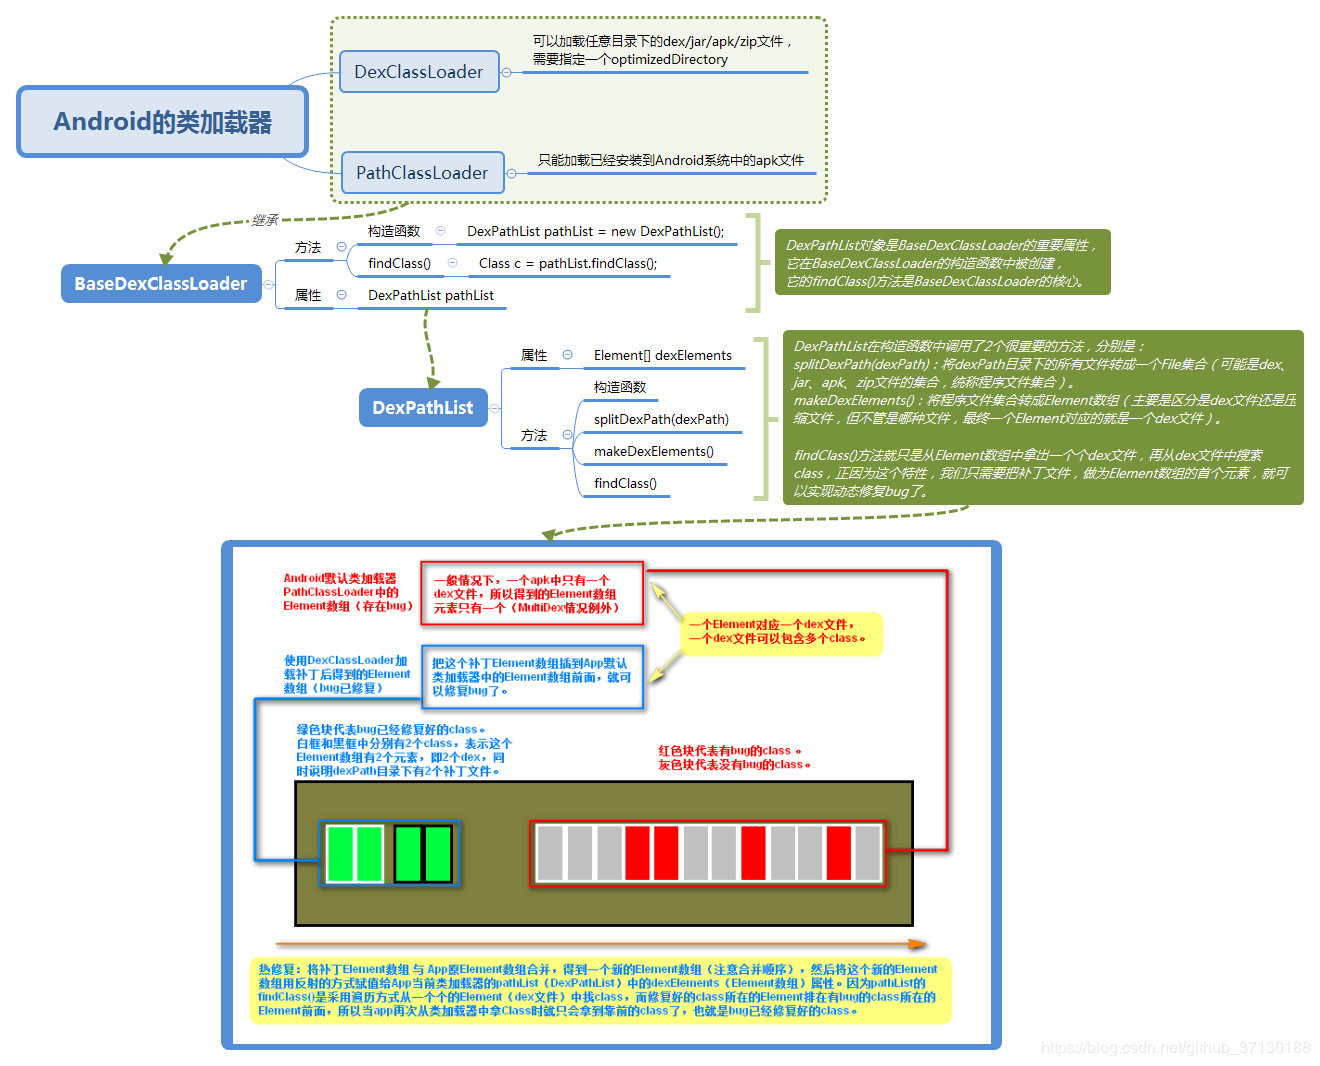 Android的类加载器
DexClassLoader
可以加载任意目录下的dex/jar/apk/zip文件，
需要指定一个optimizedDirectory
PathClassLoader
只能加载已经安装到Android系统中的apk文件
继承
BaseDexClassLoader
方法
构造函数
DexPathList pathList = new DexPathList();
findClass()
Class c = pathList.findClass();
属性
DexPathList pathList
DexPathList对象是BaseDexClassLoader的重要属性，
它在BaseDexClassLoader的构造函数中被创建，
它的findClass()方法是BaseDexClassLoader的核心。
DexPathList
属性
Element[] dexElements
方法
构造函数
splitDexPath(dexPath)
makeDexElements()
findClass()
DexPathList在构造函数中调用了2个很重要的方法，分别是：
splitDexPath(dexPath)：将dexPath目录下的所有文件转成一个File集合（可能是dex、
jar、apk、zip文件的集合，统称程序文件集合）。
makeDexElements()：将程序文件集合转成Element数组（主要是区分是dex文件还是压
缩文件，但不管是哪种文件，最终一个Element对应的就是一个dex文件）。
findClass()方法就只是从Element数组中拿出一个个dex文件，再从dex文件中搜索
class，正因为这个特性，我们只需要把补丁文件，做为Element数组的首个元素，就可
以实现动态修复bug了。
Android默认类加载器
PathClassLoader中的
Element数组（存在bug）
一般情况下，一个apk中只有一个
dex文件，所以得到的Element数组
元素只有一个（MultiDex情况例外）
一个Element对应一个dex文件，
一个dex文件可以包含多个class。
使用DexClassLoader加
载补丁后得到的Element
数组（bug已修复）
把这个补丁Element数组插到App默认
类加载器中的Element数组前面，就可
以修复bug了。
绿色块代表bug已经修复好的class。
白框和黑框中分别有2个class，表示这个
Element数组有2个元素，即2个dex，同
时说明dexPath目录下有2个补丁文件。
红色块代表有bug的class 。
灰色块代表没有bug的class。
热修复：将补丁Element数组 与 App原Element数组合并，得到一个新的Element数组（注意合并顺序），然后将这个新的Element
数组用反射的方式赋值给App当前类加载器的pathList（DexPathList）中的dexElements（Element数组）属性。因为pathList的
findClass()是采用遍历方式从一个个的Element（dex文件）中找class，而修复好的class所在的Element排在有bug的class所在的
Element前面，所以当app再次从类加载器中拿Class时就只会拿到靠前的class了，也就是bug已经修复好的class。
https://blog.csdn.net/github_37130188